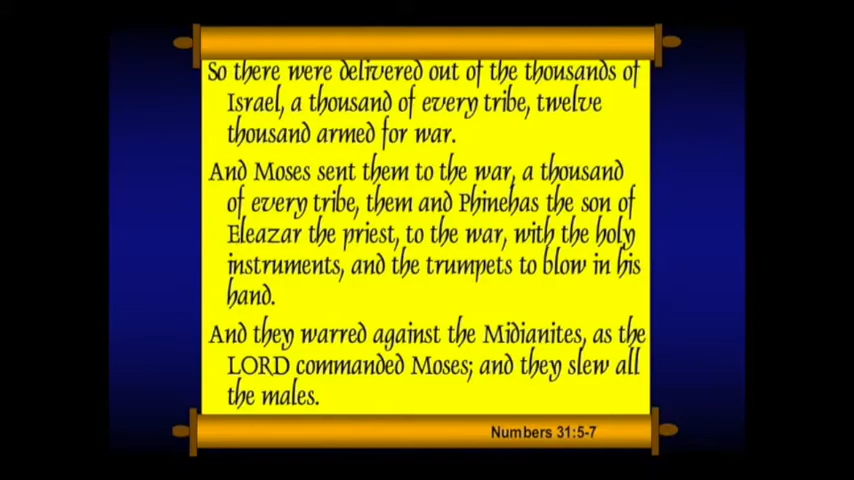 So there were delivered out of the thousands of
Israel, a thousand of every tribe, twelve
thousand armed for war.
And Moses sent them to the war, a thousand
of every tribe, them and Phinehas the son of
Eleazar the priest, to the war, with the holy
instruments, and the trumpets to blow in his
hand.
And they warred against the Midianites, as the
LORD commanded Moses; and they slew all
the males.
Numbers 31:5-7